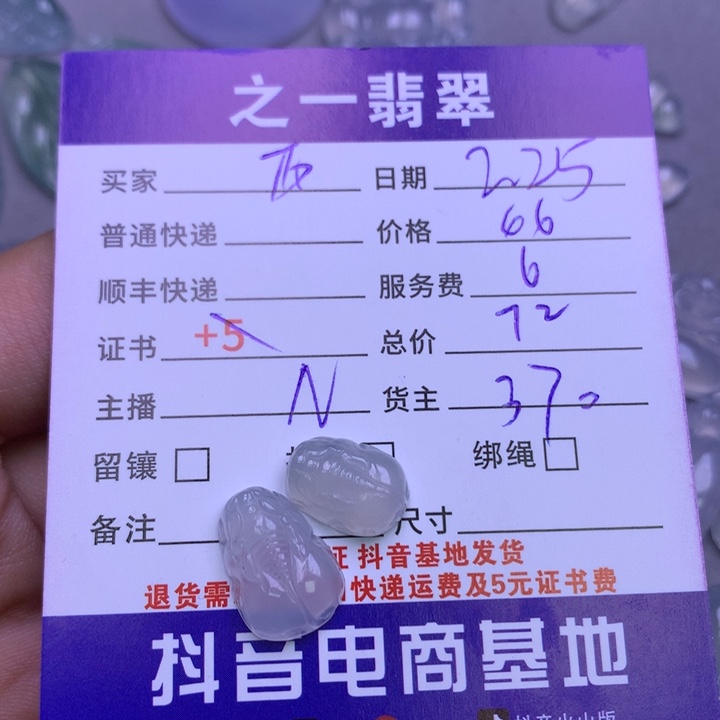 之一翡翠
买家 日期 2.25
普通快递 价格 66
顺丰快递 服务费 6
证书 +5 总价 72
主播 N 货主 370
留镶 绑绳
备注 尺寸
证 抖音基地发货
退货需 快递运费及5元证书费
抖音电商基地